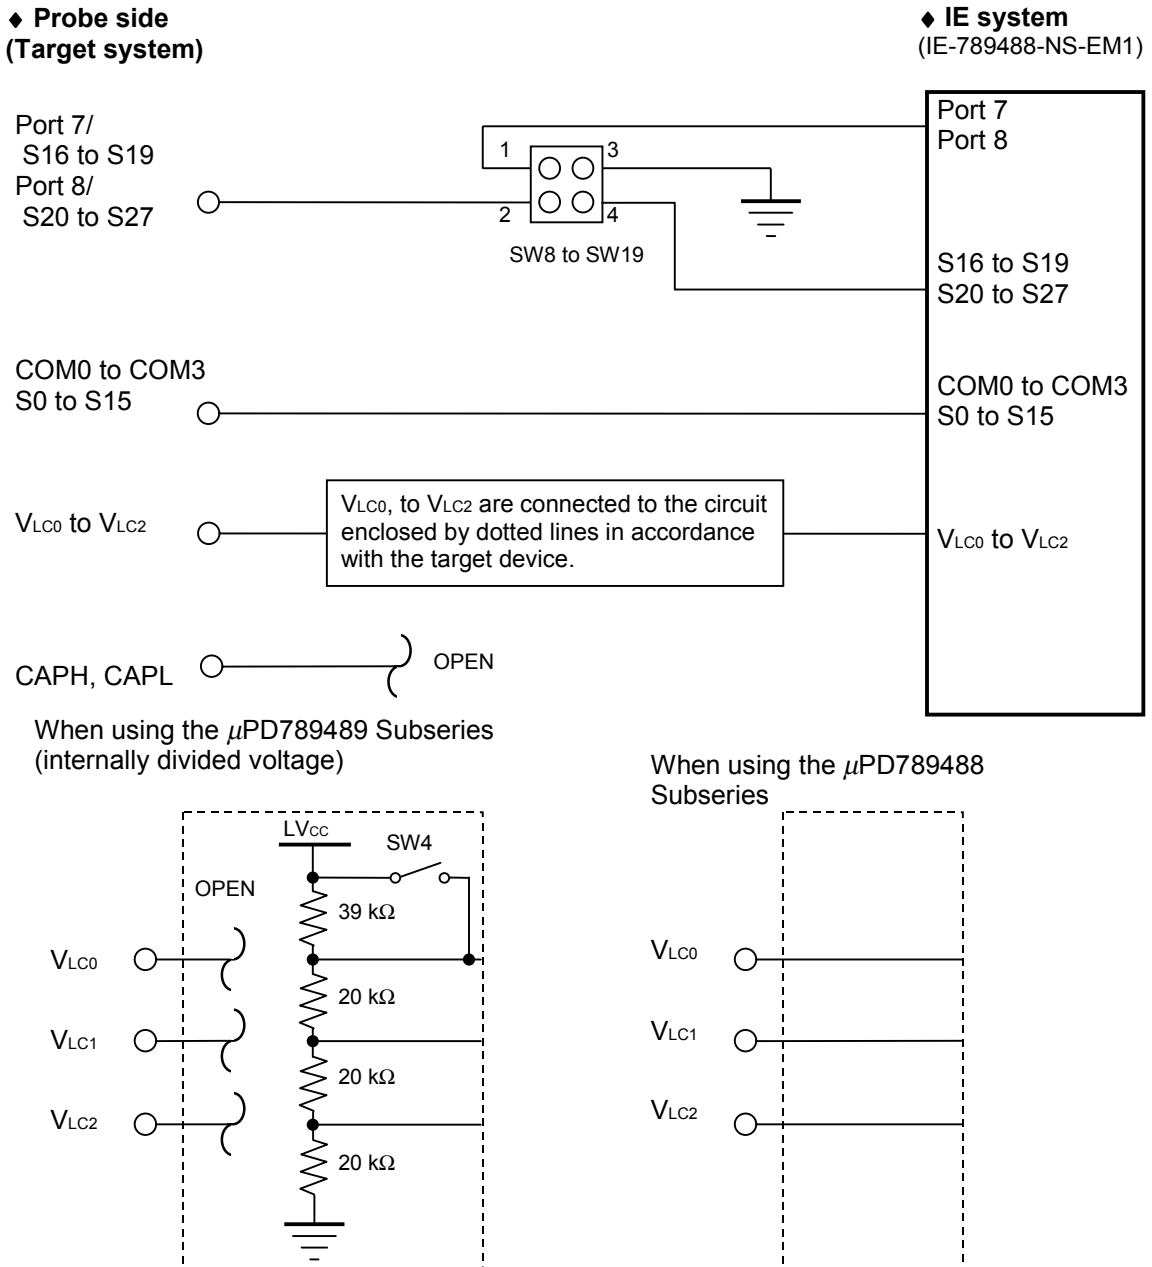 ♦ Probe side
(Target system)
♦ IE system
(IE-789488-NS-EM1)
Port 7/
S16 to S19
Port 8/
S20 to S27
1
3
2
4
SW8 to SW19
Port 7
Port 8
S16 to S19
S20 to S27
COM0 to COM3
S0 to S15
COM0 to COM3
S0 to S15
VLC0 to VLC2
VLC0, to VLC2 are connected to the circuit
enclosed by dotted lines in accordance
with the target device.
VLC0 to VLC2
CAPH, CAPL
OPEN
When using the μPD789489 Subseries
(internally divided voltage)
LVCC
SW4
OPEN
39 kΩ
VLC0
20 kΩ
VLC1
20 kΩ
VLC2
20 kΩ
When using the μPD789488
Subseries
VLC0
VLC1
VLC2